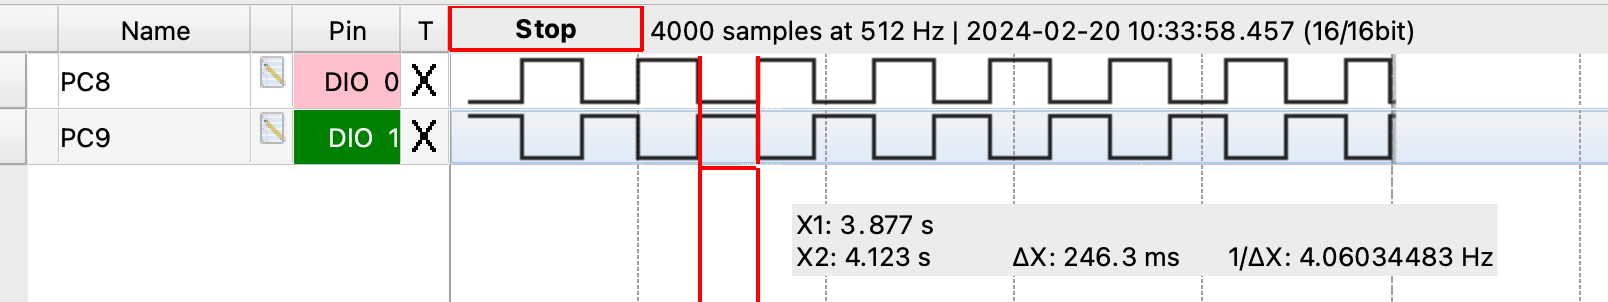 Name Pin T Stop 4000 samples at 512 Hz | 2024-02-20 10:33:58.457 (16/16bit)
PC8 DIO 0 X
PC9 DIO 1 X
X1: 3.877 s
X2: 4.123 s ΔX: 246.3 ms 1/ΔX: 4.06034483 Hz